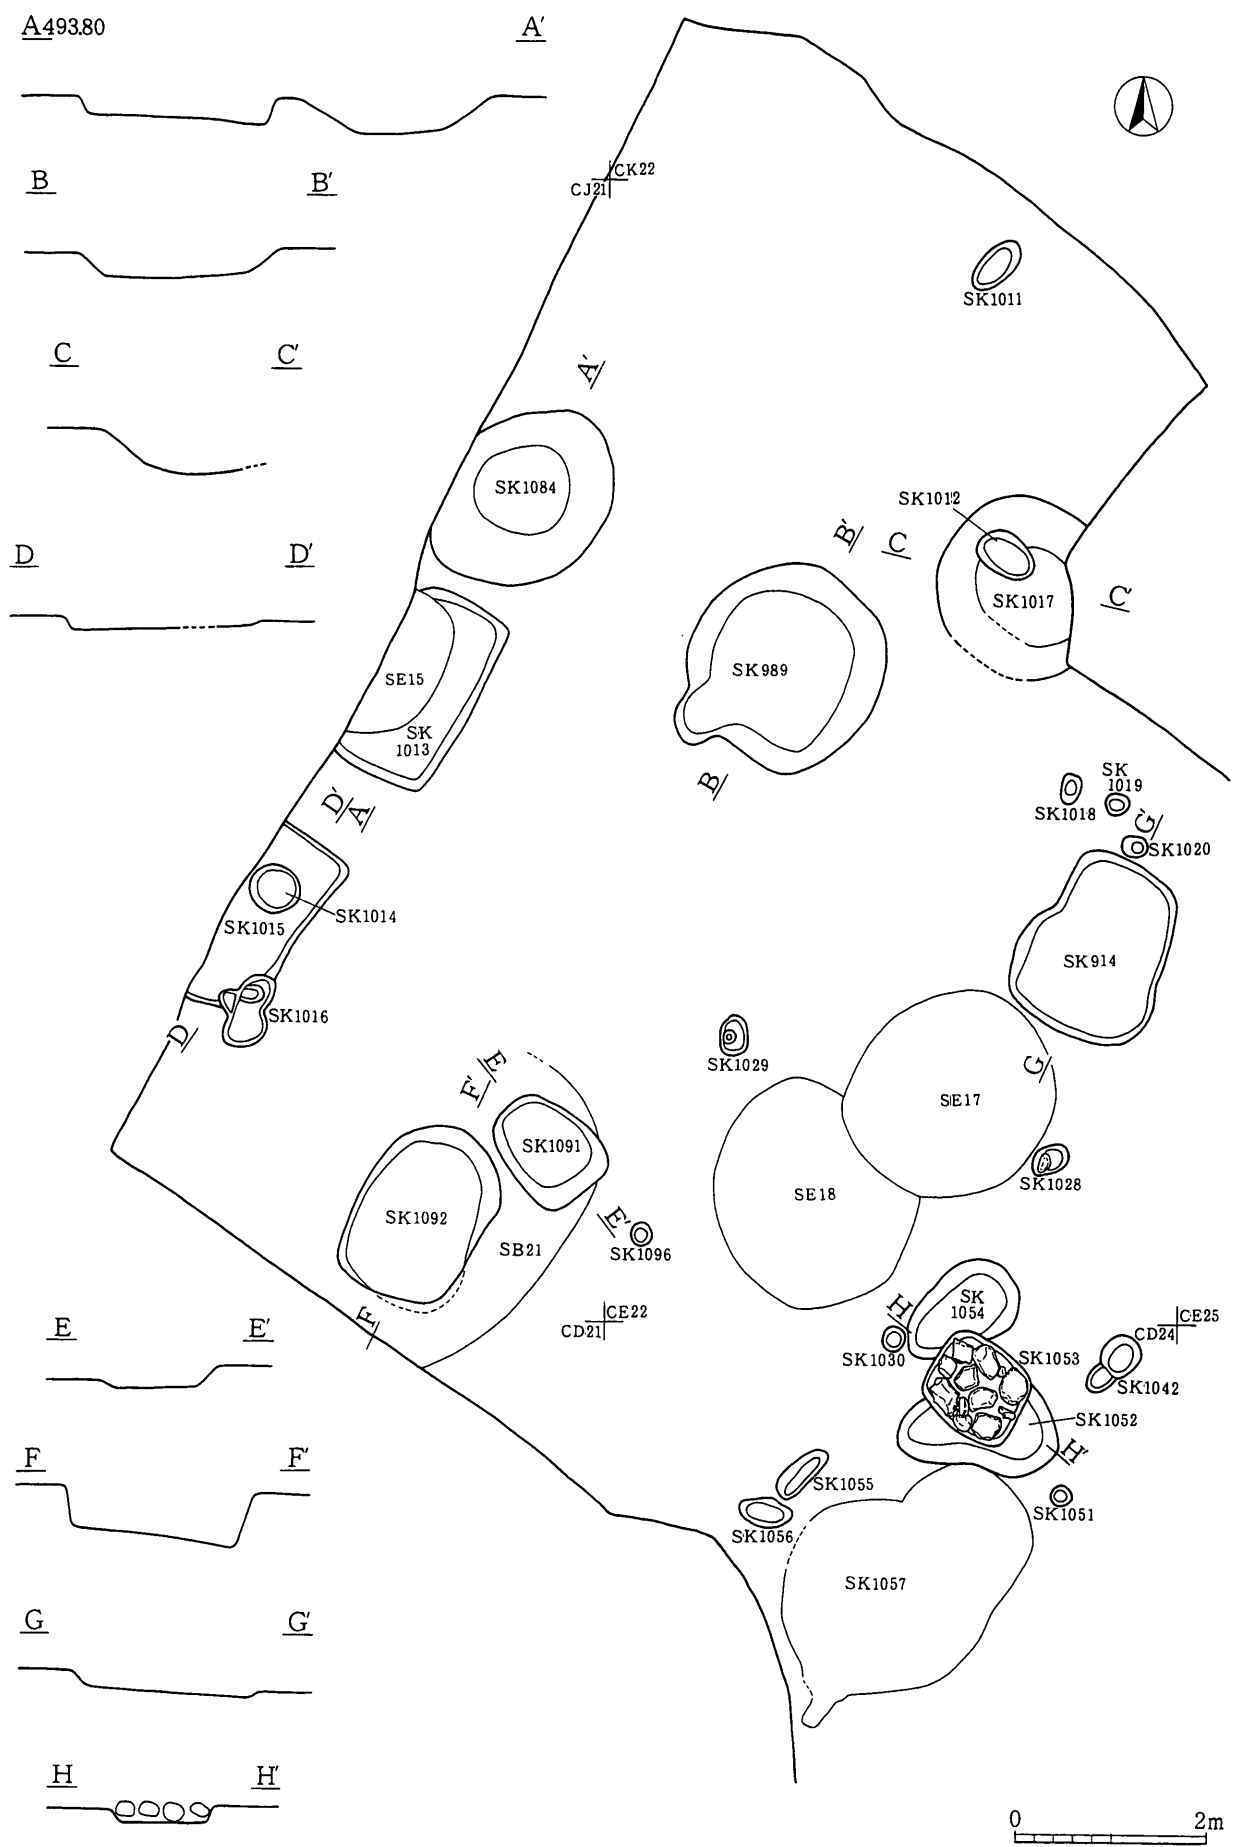 A493.80
A'
B
B'
C
C'
D
D'
CK22
CJ21
SK1011
A'
SK1084
SK1012
B'
C
SK1017
C'
SE15
SK
1013
SK989
B
D'
A
SK
1019
SK1018
G'
SK1020
SK1014
SK1015
SK914
SK1016
D
SK1029
E
F'
G
SE17
SK1091
SK1028
SE18
SK1092
E'
SB21
SK1096
F
CE22
CD21
H
SK
1054
CE25
CD24
SK1030
SK1053
SK1042
SK1052
H'
SK1055
SK1051
SK1056
SK1057
E
E'
F
F'
G
G'
H
H'
0
2m